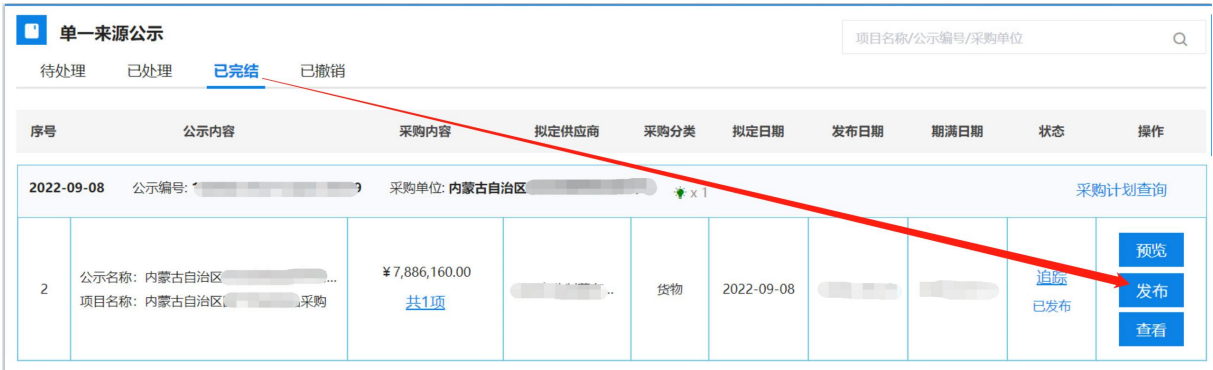 单一来源公示
项目名称/公示编号/采购单位
待处理 已处理 已完结 已撤销
序号 公示内容 采购内容 拟定供应商 采购分类 拟定日期 发布日期 期满日期 状态 操作
2022-09-08 公示编号: 采购单位: 内蒙古自治区 x 1 采购计划查询
2 公示名称：内蒙古自治区 ...
项目名称：内蒙古自治区 采购
¥7,886,160.00
共1项
..
货物
2022-09-08
追踪
已发布
预览
发布
查看